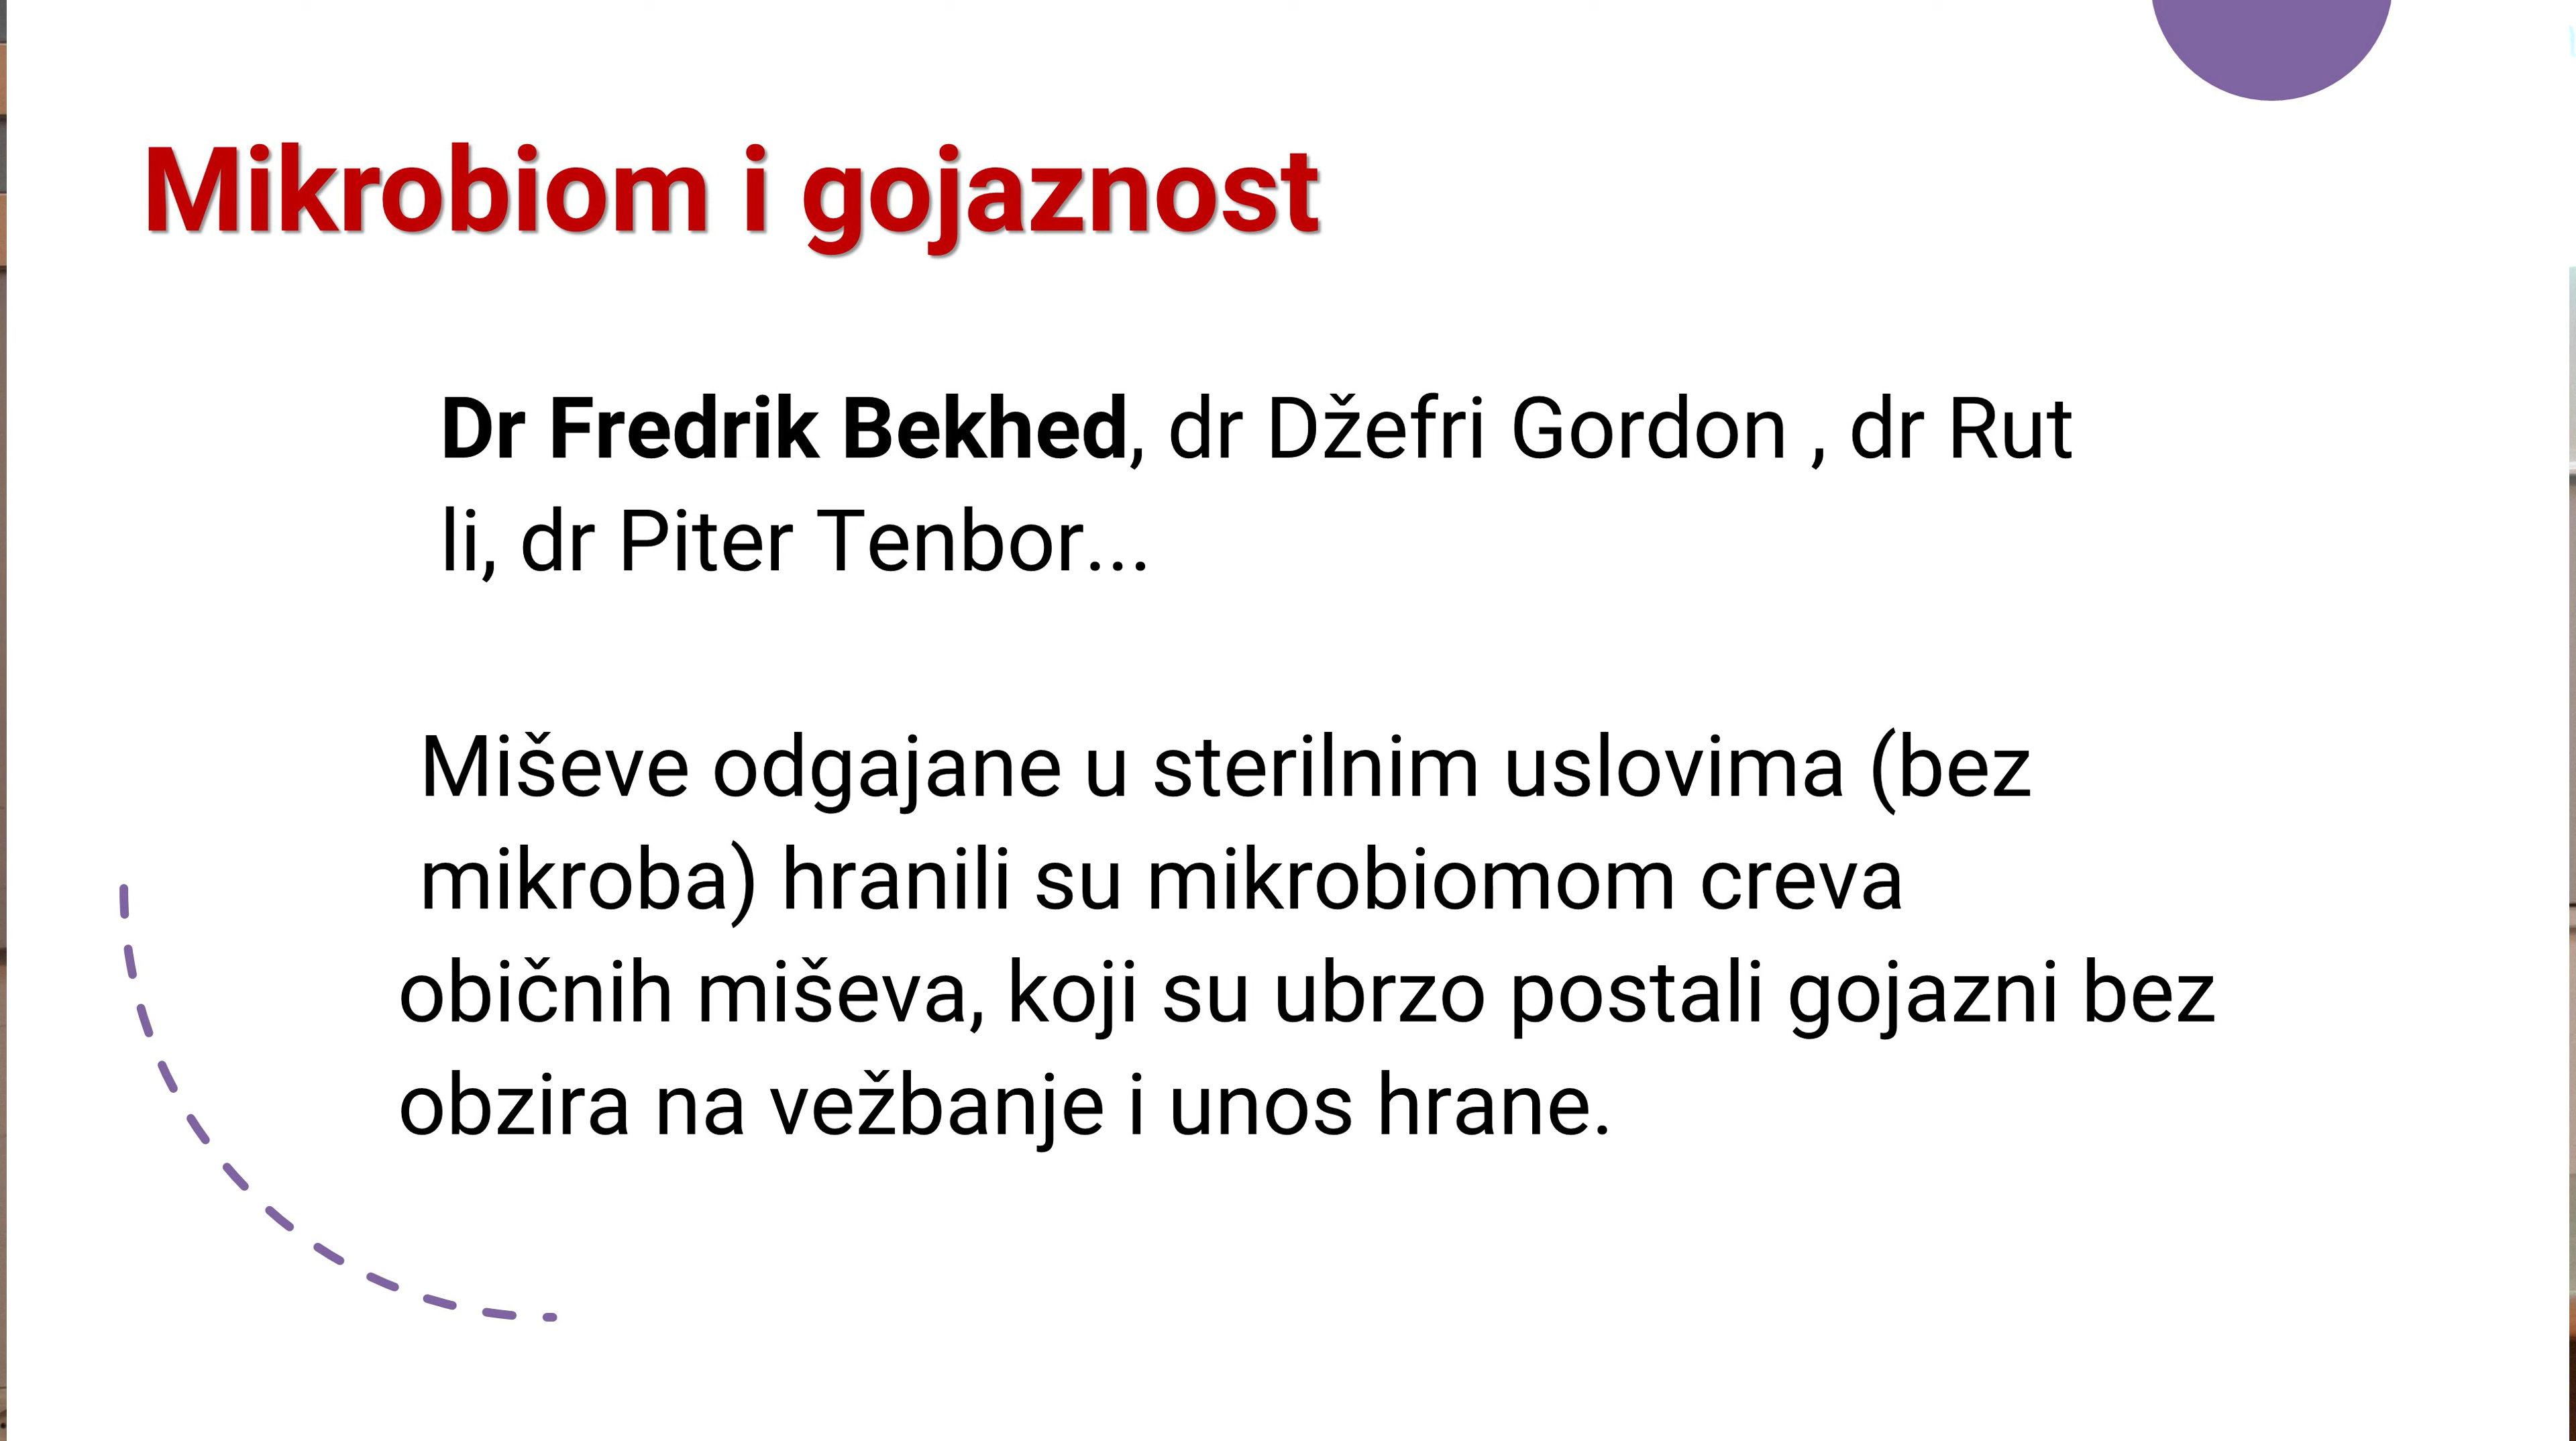 Mikrobiom i gojaznost
Dr Fredrik Bekhed, dr Džefri Gordon , dr Rut
li, dr Piter Tenbor...
Miševe odgajane u sterilnim uslovima (bez
mikroba) hranili su mikrobiomom creva
običnih miševa, koji su ubrzo postali gojazni bez
obzira na vežbanje i unos hrane.